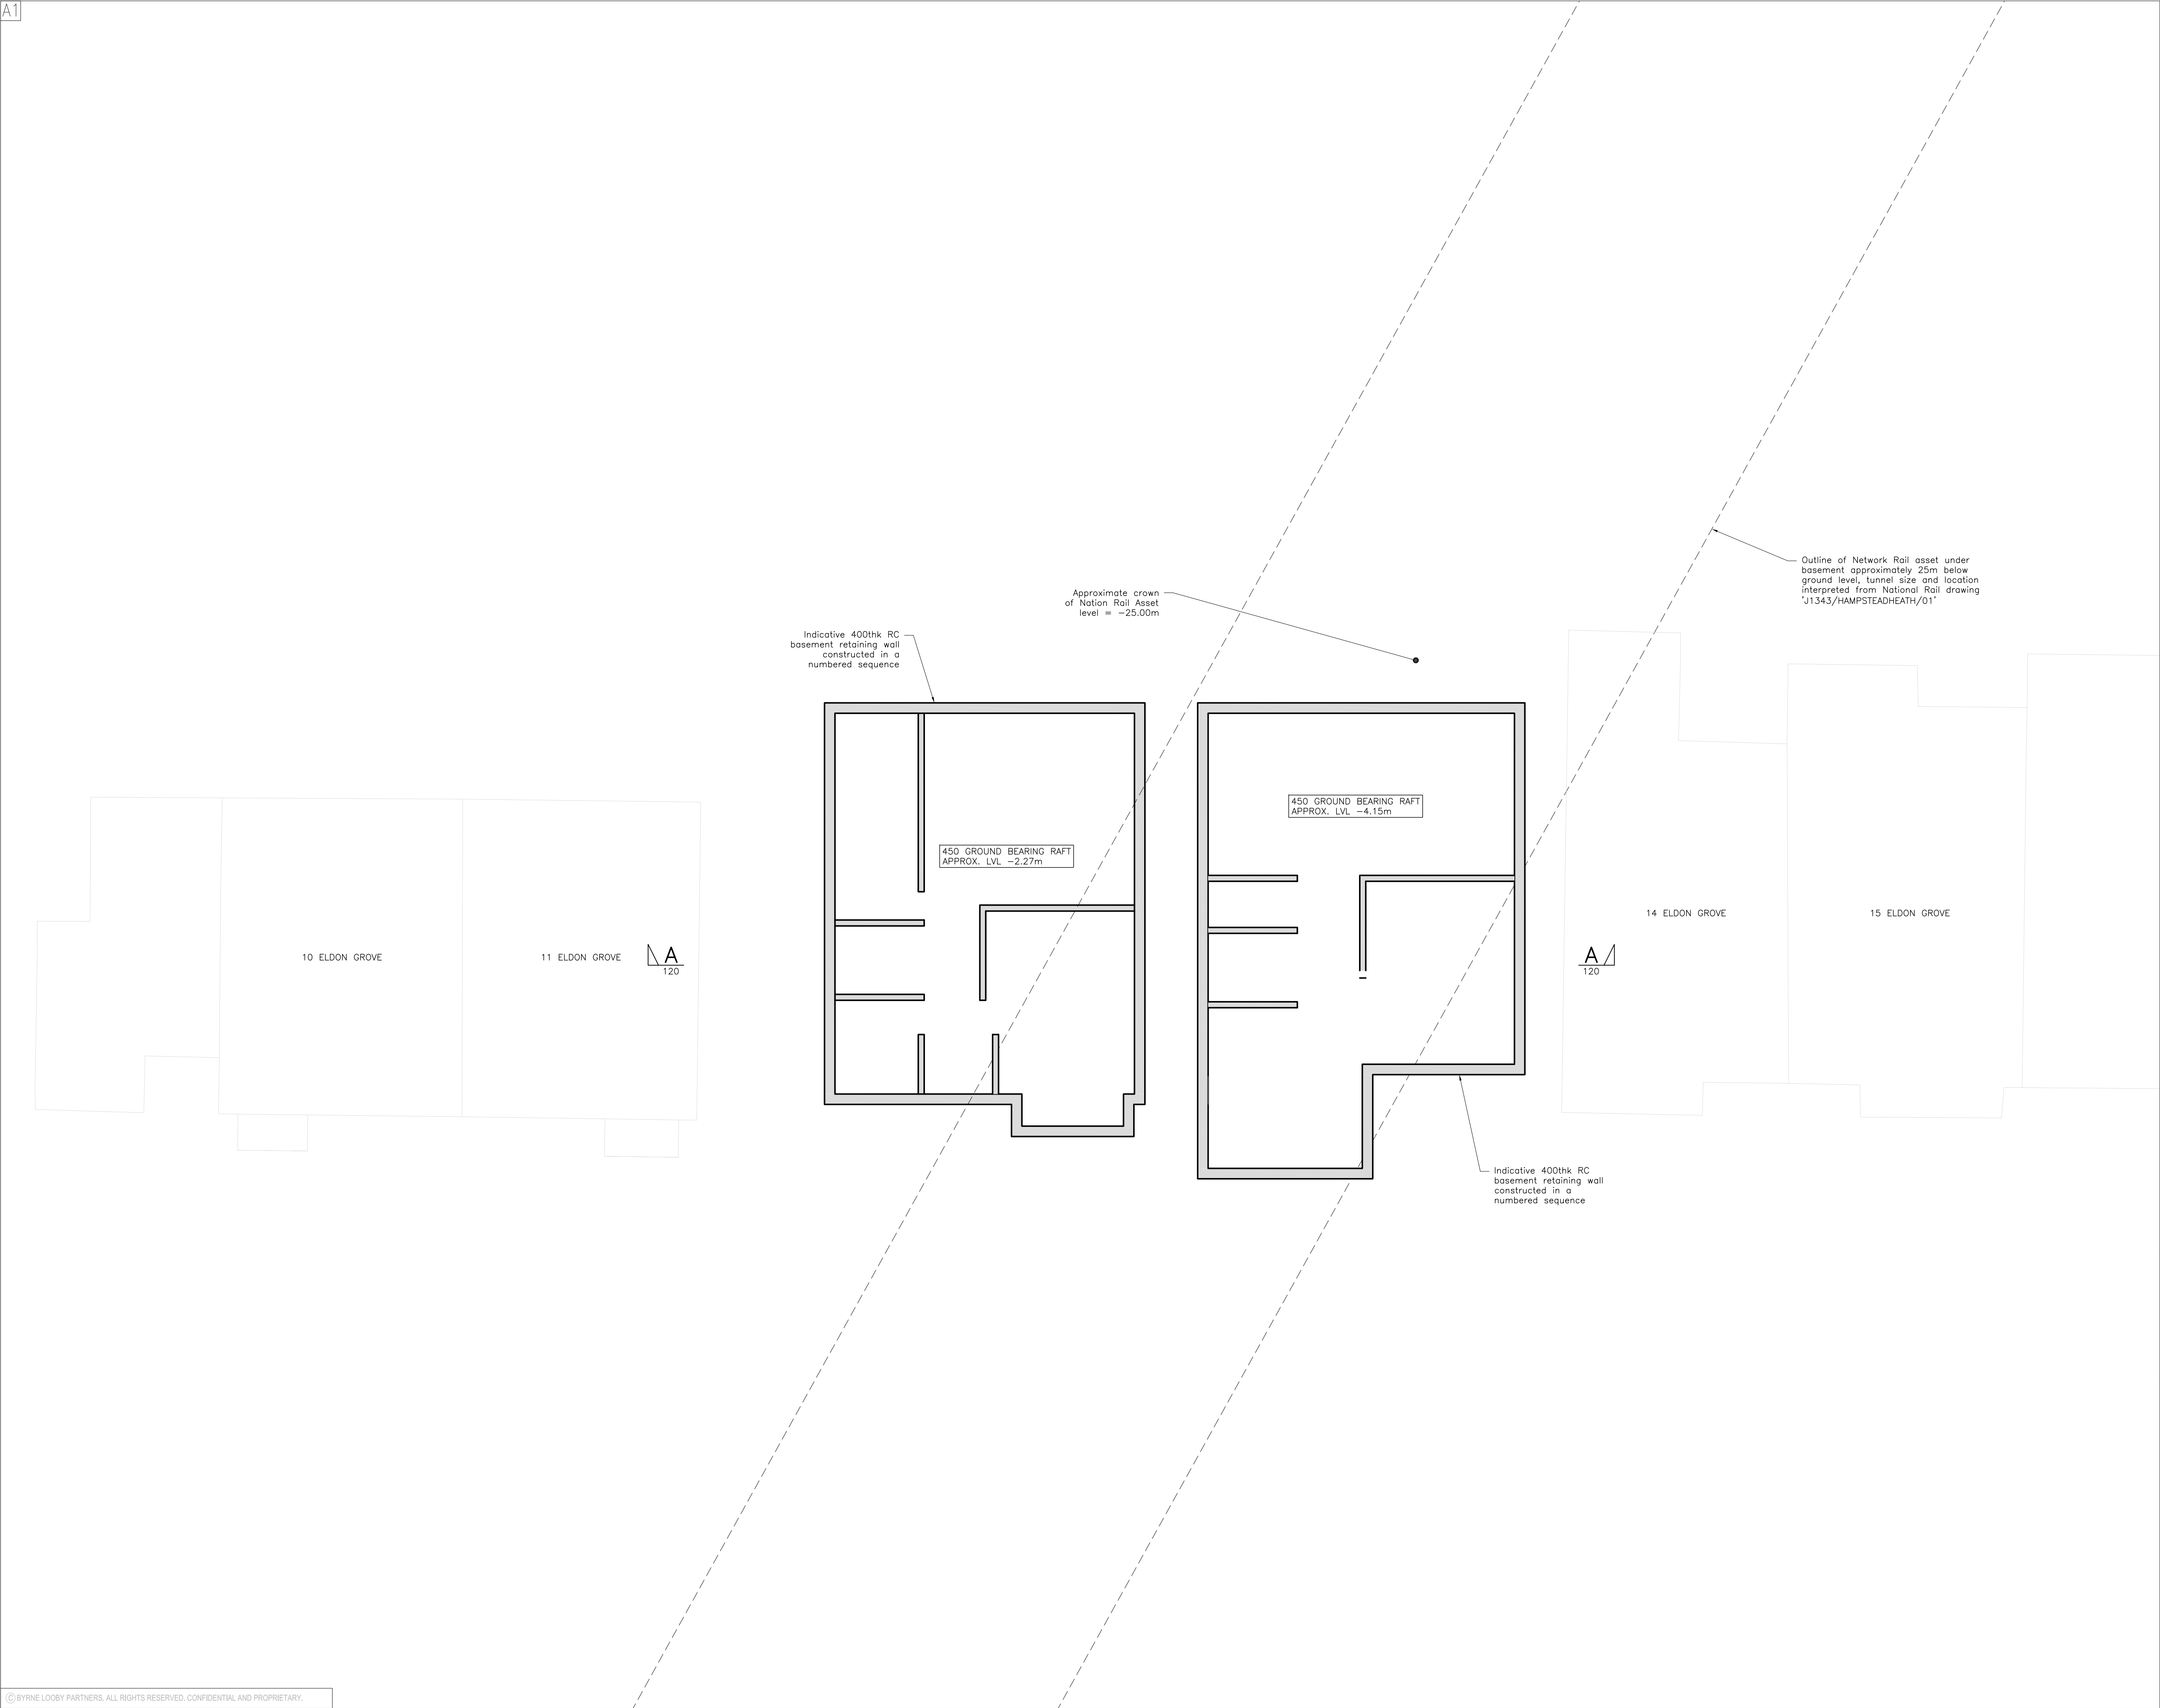 A1
Outline of Network Rail asset under
basement approximately 25m below
ground level, tunnel size and location
interpreted from National Rail drawing
'J1343/HAMPSTEADHEATH/01'
Approximate crown
of Nation Rail Asset
level = -25.00m
Indicative 400thk RC
basement retaining wall
constructed in a
numbered sequence
450 GROUND BEARING RAFT
APPROX. LVL -4.15m
450 GROUND BEARING RAFT
APPROX. LVL -2.27m
10 ELDON GROVE
11 ELDON GROVE
A
120
A
120
14 ELDON GROVE
15 ELDON GROVE
Indicative 400thk RC
basement retaining wall
constructed in a
numbered sequence
©BYRNE LOOBY PARTNERS. ALL RIGHTS RESERVED. CONFIDENTIAL AND PROPRIETARY.